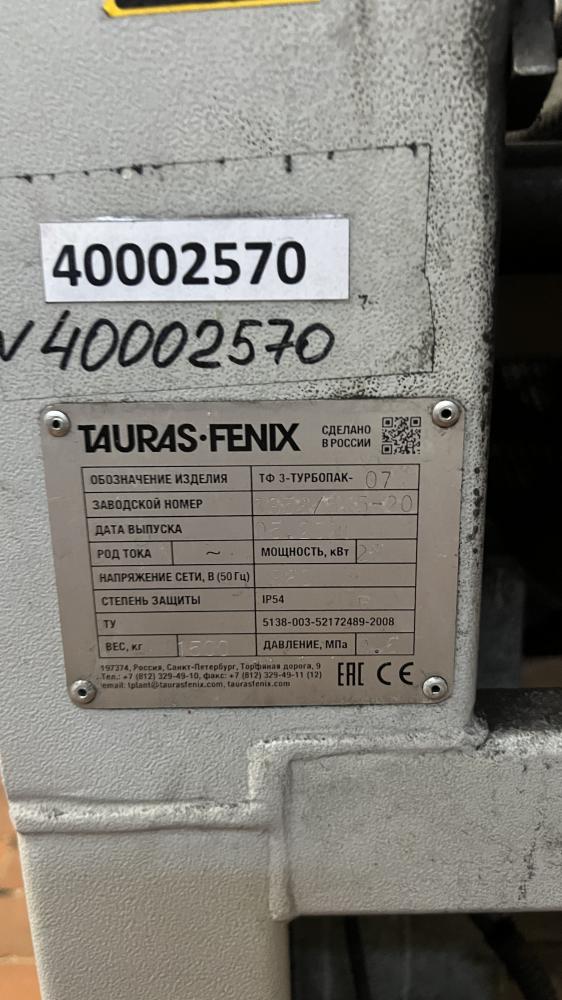 40002570
№40002570
TAURAS·FENIX
СДЕЛАНО
В РОССИИ
ОБОЗНАЧЕНИЕ ИЗДЕЛИЯ ТФ 3-ТУРБОПАК- 07
ЗАВОДСКОЙ НОМЕР
ДАТА ВЫПУСКА
РОД ТОКА ~ МОЩНОСТЬ, кВт
НАПРЯЖЕНИЕ СЕТИ, В (50 Гц)
СТЕПЕНЬ ЗАЩИТЫ IP54
ТУ 5138-003-52172489-2008
ВЕС, кг 1500 ДАВЛЕНИЕ, МПа
197374, Россия, Санкт-Петербург, Торфяная дорога, 9
Тел.: +7 (812) 329-49-10, факс: +7 (812) 329-49-11 (12)
email: tplant@taurasfenix.com, taurasfenix.com
EAC CE